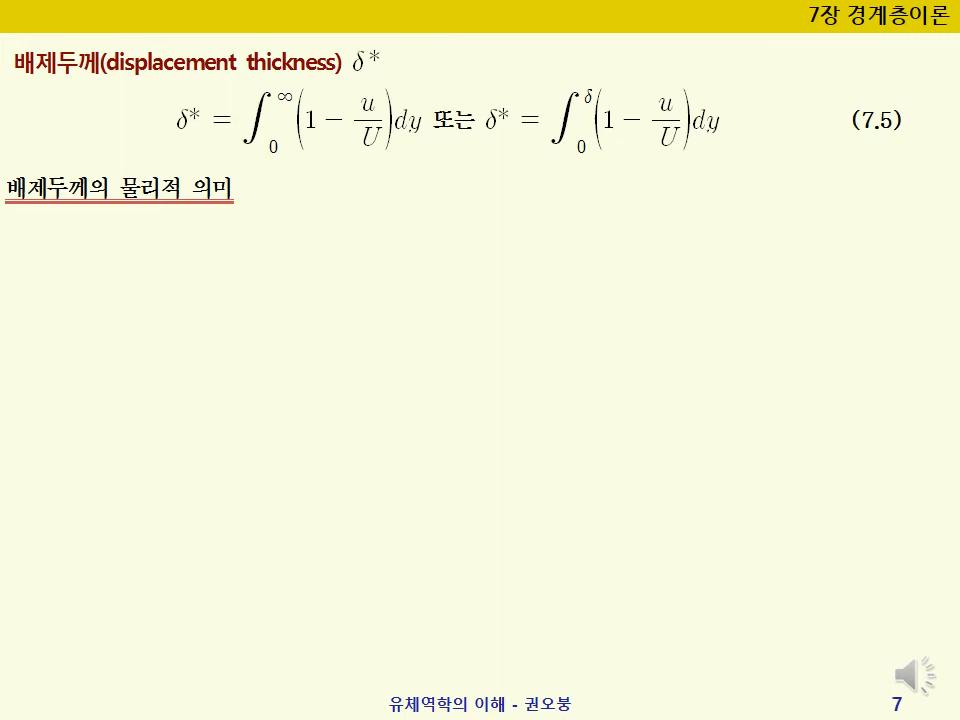 7장 경계층이론
배제두께(displacement thickness) δ*
δ* = ∫₀^∞ (1 − u/U) dy 또는 δ* = ∫₀^δ (1 − u/U) dy (7.5)
배제두께의 물리적 의미
유체역학의 이해 - 권오붕 7